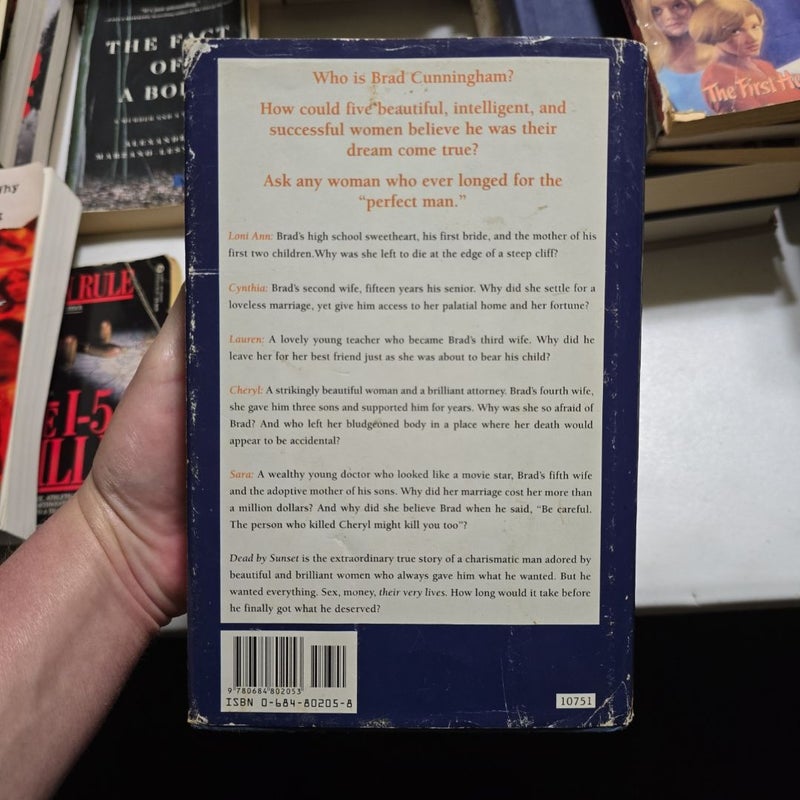 THE FACT
OF
A BO
A MURDER AND A
MARZANO-LES
The First
RULE
I-5
Who is Brad Cunningham?
How could five beautiful, intelligent, and
successful women believe he was their
dream come true?
Ask any woman who ever longed for the
"perfect man."
Loni Ann: Brad's high school sweetheart, his first bride, and the mother of his
first two children.Why was she left to die at the edge of a steep cliff?
Cynthia: Brad's second wife, fifteen years his senior. Why did she settle for a
loveless marriage, yet give him access to her palatial home and her fortune?
Lauren: A lovely young teacher who became Brad's third wife. Why did he
leave her for her best friend just as she was about to bear his child?
Cheryl: A strikingly beautiful woman and a brilliant attorney. Brad's fourth wife,
she gave him three sons and supported him for years. Why was she so afraid of
Brad? And who left her bludgeoned body in a place where her death would
appear to be accidental?
Sara: A wealthy young doctor who looked like a movie star, Brad's fifth wife
and the adoptive mother of his sons. Why did her marriage cost her more than
a million dollars? And why did she believe Brad when he said, "Be careful.
The person who killed Cheryl might kill you too"?
Dead by Sunset is the extraordinary true story of a charismatic man adored by
beautiful and brilliant women who always gave him what he wanted. But he
wanted everything. Sex, money, their very lives. How long would it take before
he finally got what he deserved?
9 780684 802053
ISBN 0-684-80205-8
10751